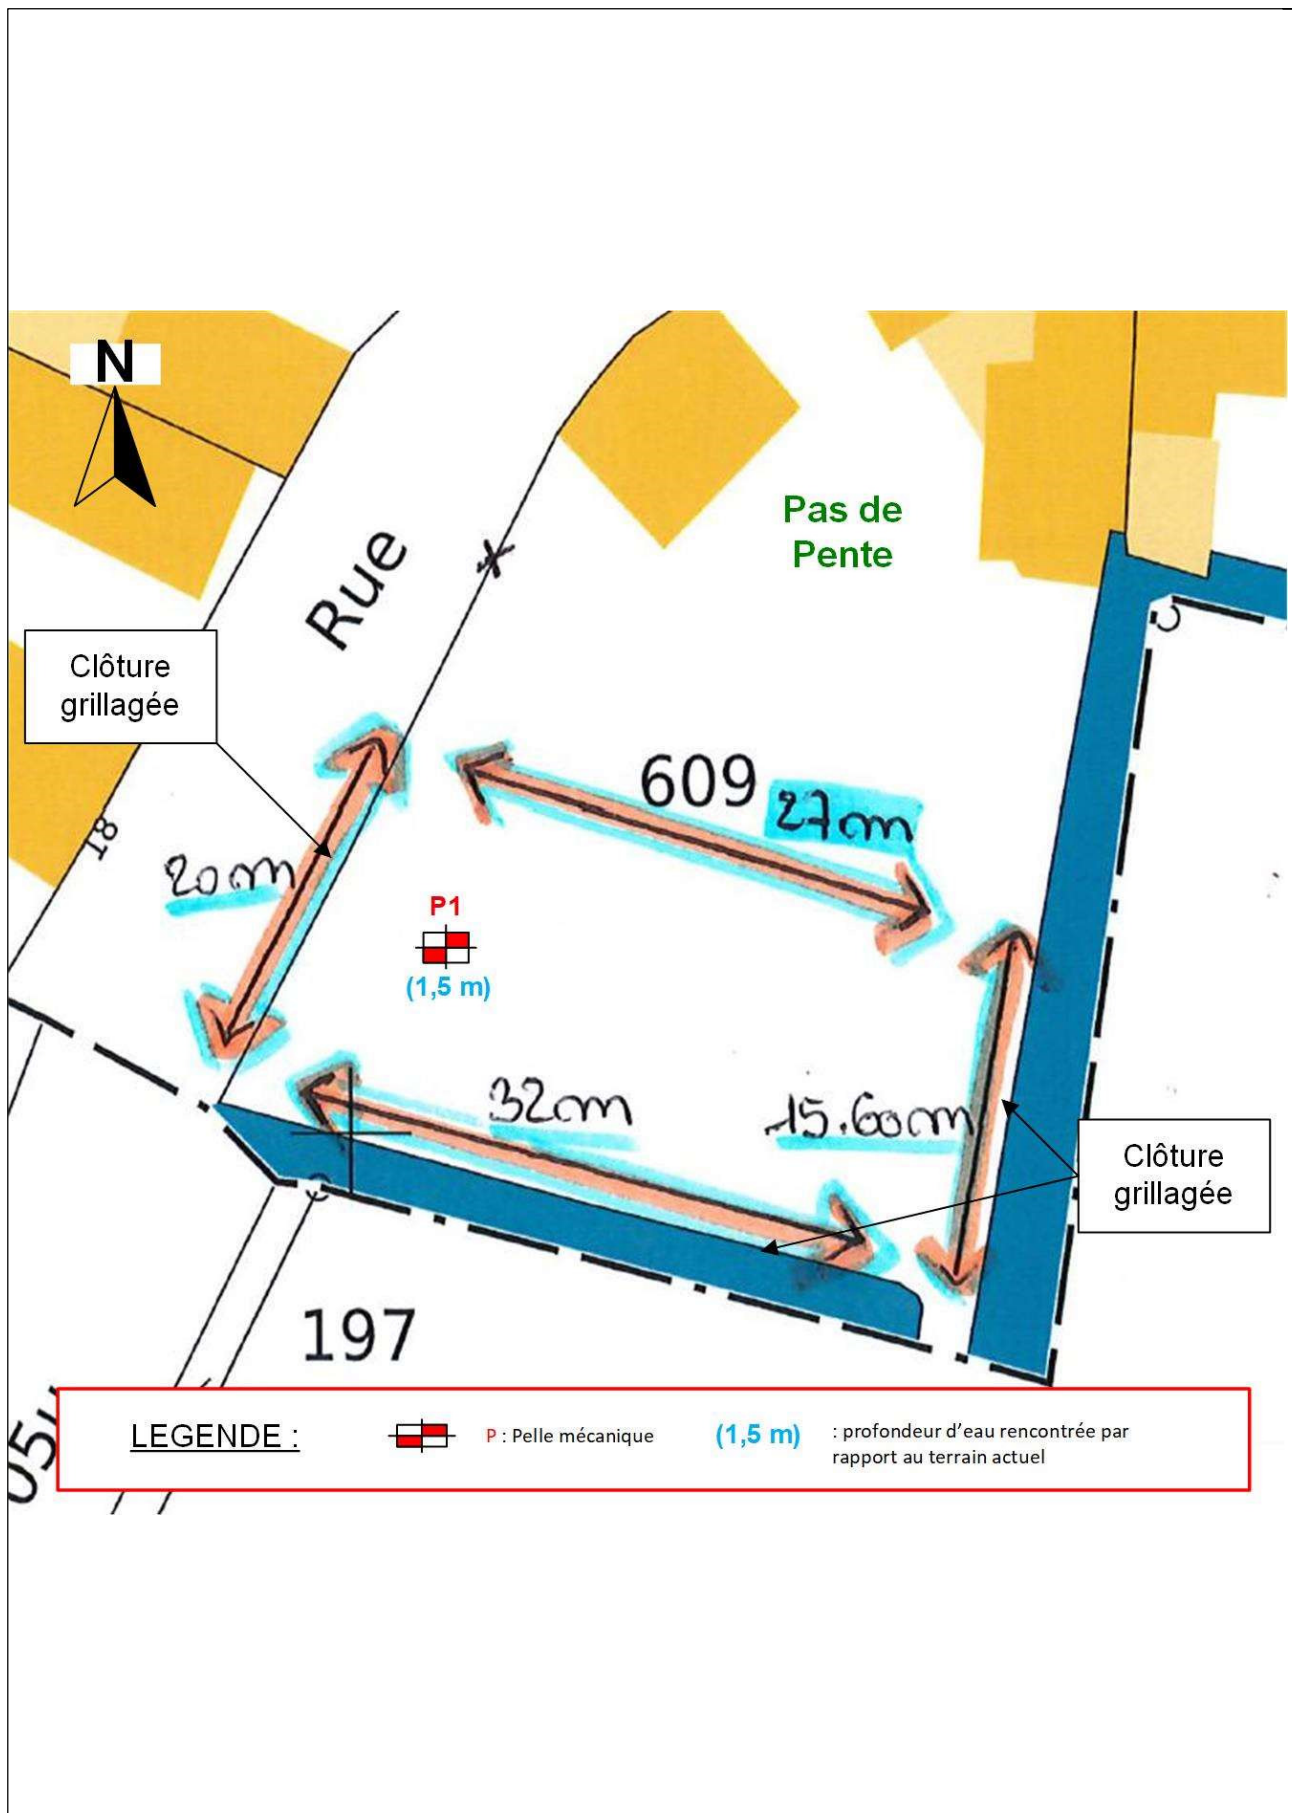 N
Pas de
Pente
Rue
Clôture
grillagée
609
27m
18
20m
P1
(1,5 m)
32m
15.60m
Clôture
grillagée
197
LEGENDE :
P : Pelle mécanique
(1,5 m)
: profondeur d'eau rencontrée par
rapport au terrain actuel